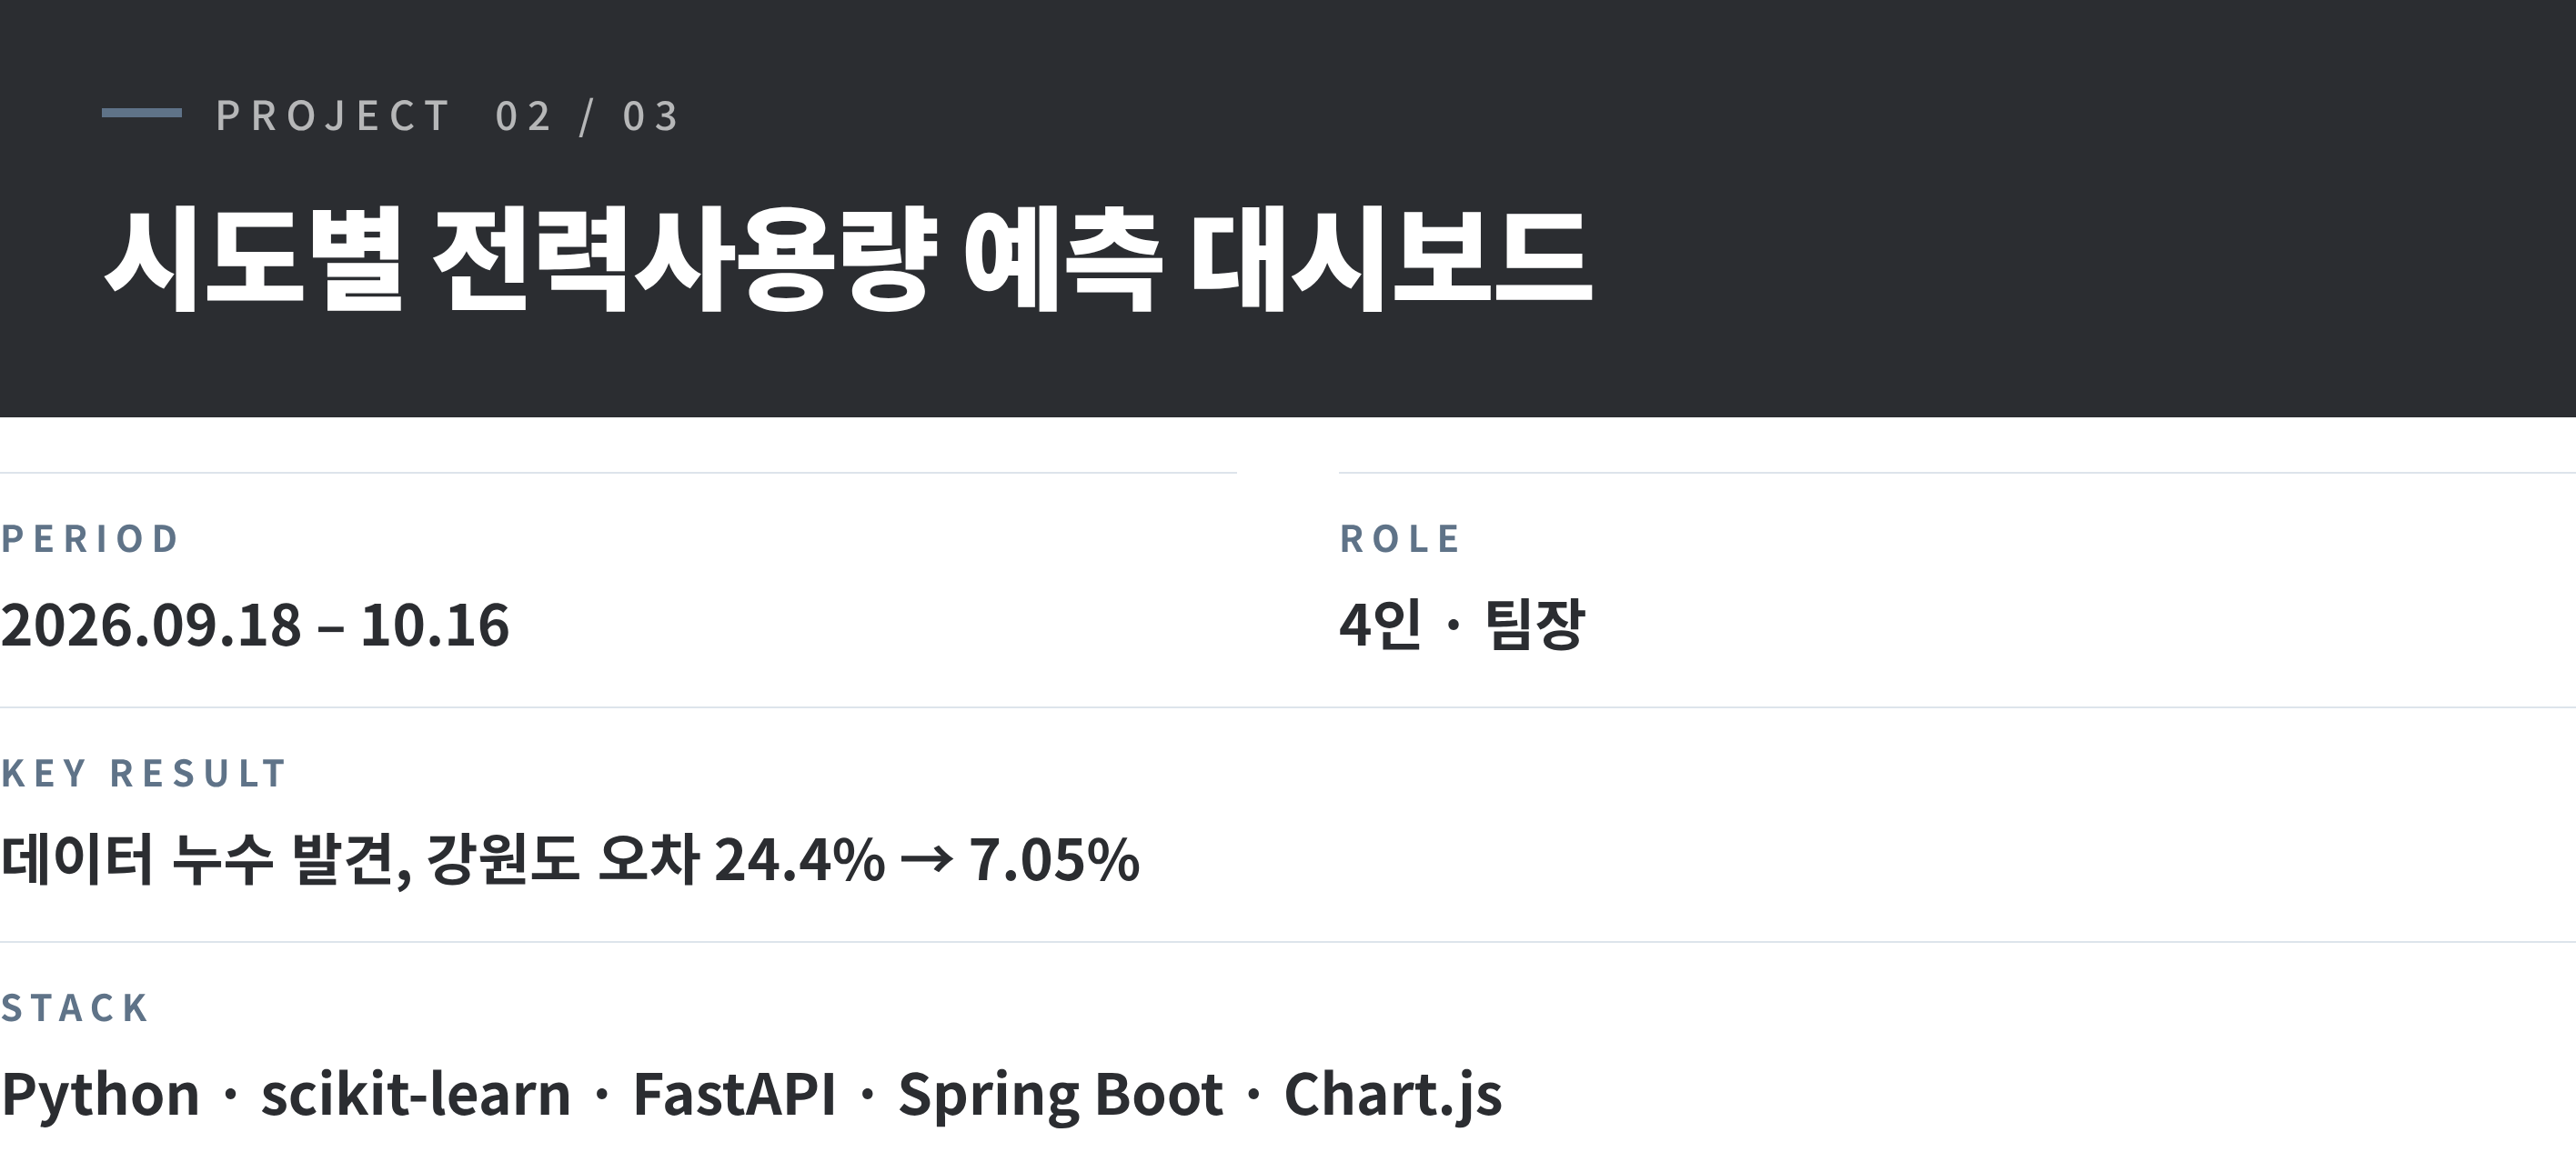 PROJECT 02 / 03
시도별 전력사용량 예측 대시보드
PERIOD
2026.09.18 – 10.16
ROLE
4인 · 팀장
KEY RESULT
데이터 누수 발견, 강원도 오차 24.4% → 7.05%
STACK
Python · scikit-learn · FastAPI · Spring Boot · Chart.js